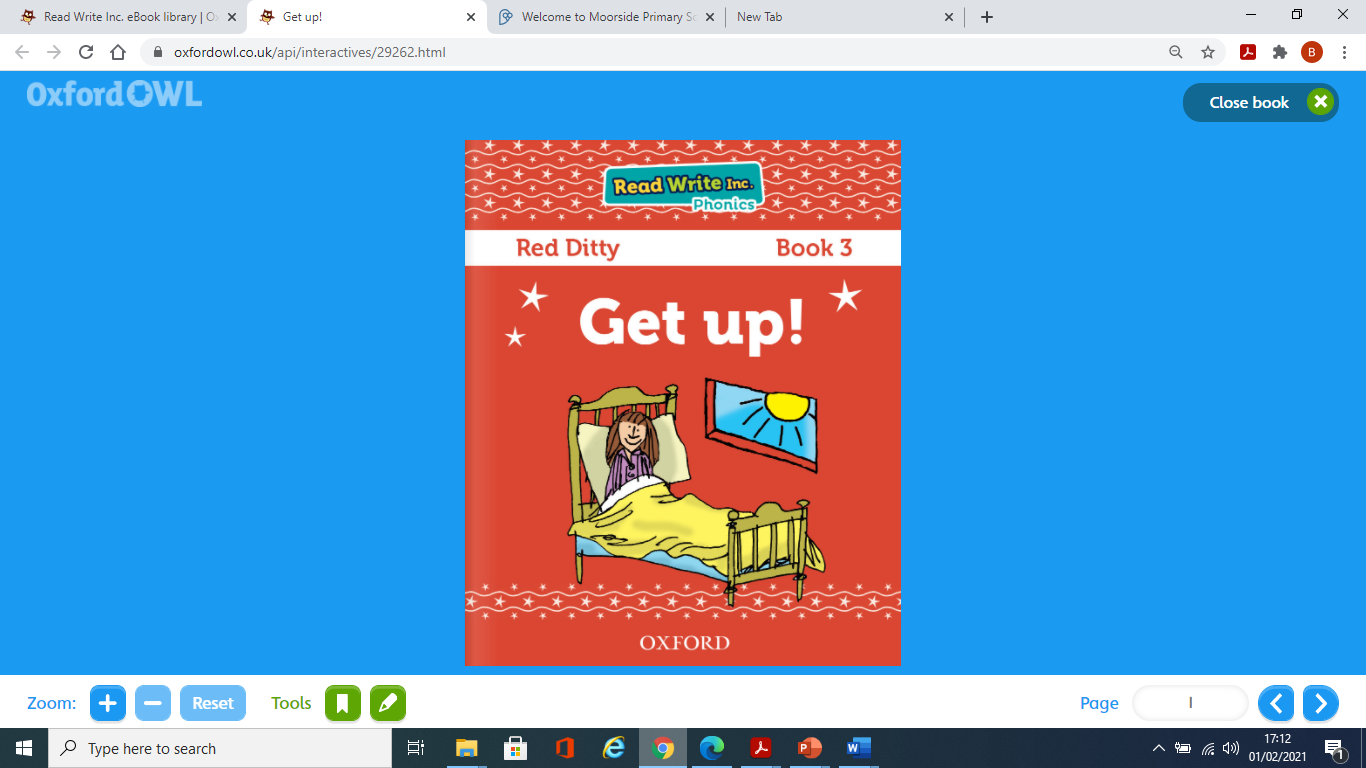 Read Write Inc. eBook library | O
Get up!
Welcome to Moorside Primary Sc
New Tab
oxfordowl.co.uk/api/interactives/29262.html
B
Oxford OWL
Close book
Read Write Inc.
Phonics
Red Ditty
Book 3
Get up!
OXFORD
Zoom:
Reset
Tools
Page
1
Type here to search
17:12
01/02/2021
1